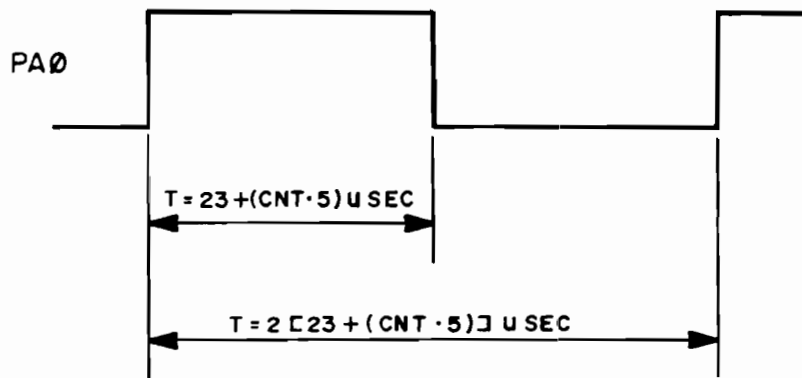 PAØ
T = 23 + (CNT·5) U SEC
T = 2 [23 + (CNT·5)] U SEC